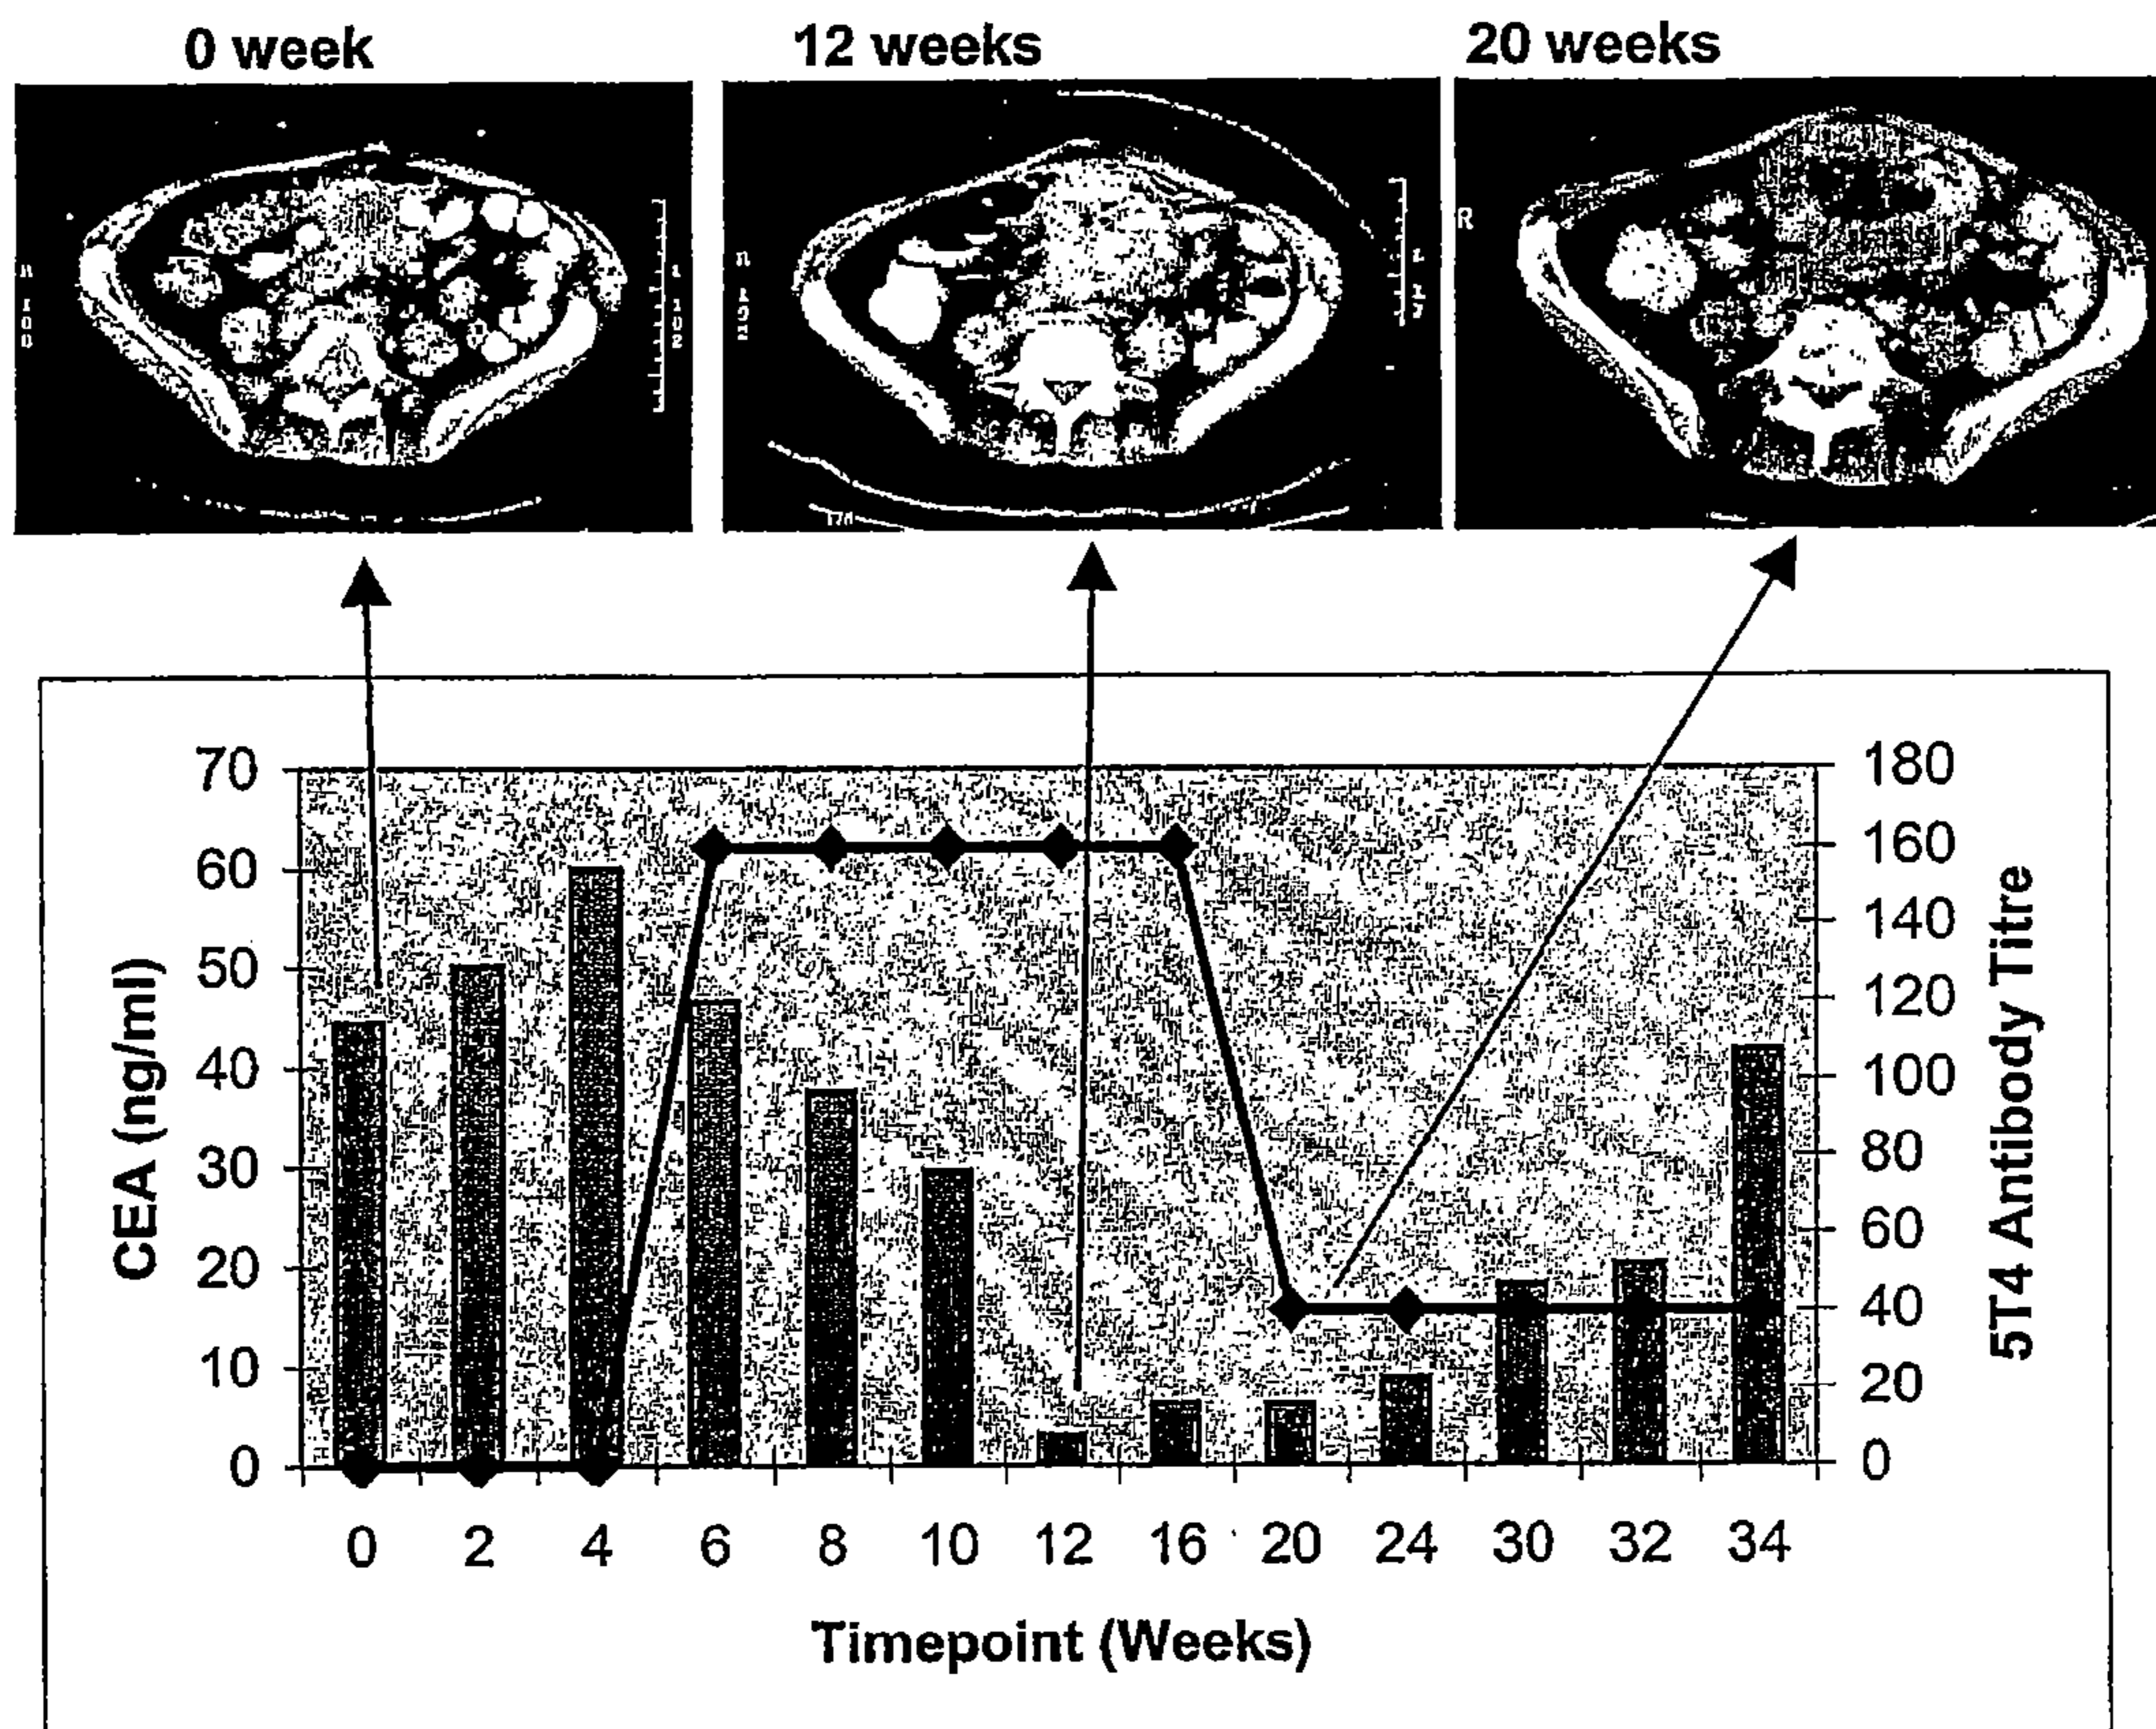 0 week
12 weeks
20 weeks
R
70
60
50
40
30
20
10
0
CEA (ng/ml)
180
160
140
120
100
80
60
40
20
0
5T4 Antibody Titre
0 2 4 6 8 10 12 16 20 24 30 32 34
Timepoint (Weeks)